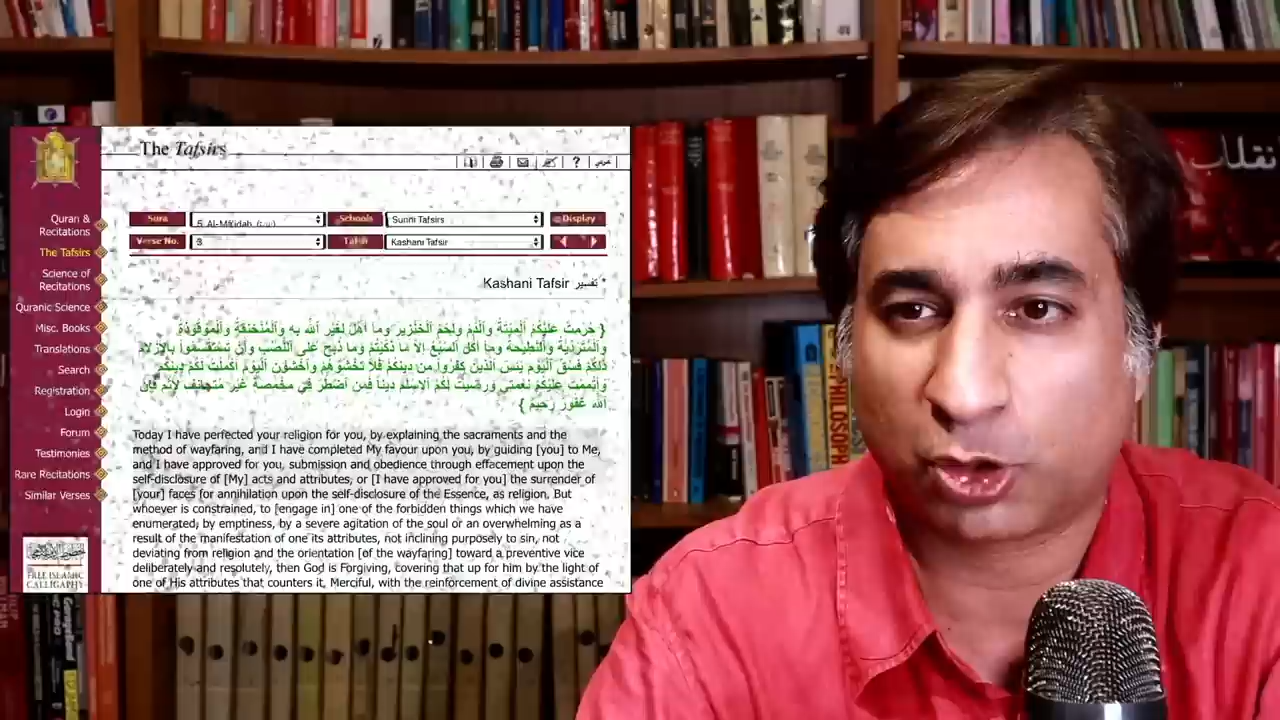 The Tafsirs
Sura
Schools
Sunni Tafsirs
Display
Verse No.
3
Tafsir
Kashani Tafsir
Quran &
Recitations
The Tafsirs
Science of
Recitations
Quranic Science
Misc. Books
Translations
Search
Registration
Login
Forum
Testimonies
Rare Recitations
Similar Verses
FREE ISLAMIC
CALLIGRAPHY
* تفسير Kashani Tafsir
{ حُرِّمَتْ عَلَيْكُمُ ٱلْمَيْتَةُ وَٱلْدَّمُ وَلَحْمُ ٱلْخِنْزِيرِ وَمَآ أُهِلَّ لِغَيْرِ ٱللَّهِ بِهِ وَٱلْمُنْخَنِقَةُ وَٱلْمَوْقُوذَةُ
وَٱلْمُتَرَدِّيَةُ وَٱلنَّطِيحَةُ وَمَآ أَكَلَ ٱلسَّبُعُ إِلاَّ مَا ذَكَّيْتُمْ وَمَا ذُبِحَ عَلَى ٱلنُّصُبِ وَأَنْ تَسْتَقْسِمُواْ بِٱلأَزْلاَمِ
ذٰلِكُمْ فِسْقٌ ٱلْيَوْمَ يَئِسَ ٱلَّذِينَ كَفَرُواْ مِن دِينِكُمْ فَلاَ تَخْشَوْهُمْ وَٱخْشَوْنِ ٱلْيَوْمَ أَكْمَلْتُ لَكُمْ دِينَكُمْ
وَأَتْمَمْتُ عَلَيْكُمْ نِعْمَتِي وَرَضِيتُ لَكُمُ ٱلإِسْلٰمَ دِيناً فَمَنِ ٱضْطُرَّ فِي مَخْمَصَةٍ غَيْرَ مُتَجَانِفٍ لإِثْمٍ فَإِنَّ
ٱللَّهَ غَفُورٌ رَّحِيمٌ }
Today I have perfected your religion for you, by explaining the sacraments and the
method of wayfaring, and I have completed My favour upon you, by guiding [you] to Me,
and I have approved for you, submission and obedience through effacement upon the
self-disclosure of [My] acts and attributes, or [I have approved for you] the surrender of
[your] faces for annihilation upon the self-disclosure of the Essence, as religion. But
whoever is constrained, to [engage in] one of the forbidden things which we have
enumerated, by emptiness, by a severe agitation of the soul or an overwhelming as a
result of the manifestation of one its attributes, not inclining purposely to sin, not
deviating from religion and the orientation [of the wayfaring] toward a preventive vice
deliberately and resolutely, then God is Forgiving, covering that up for him by the light of
one of His attributes that counters it, Merciful, with the reinforcement of divine assistance
PHILOSOPHY